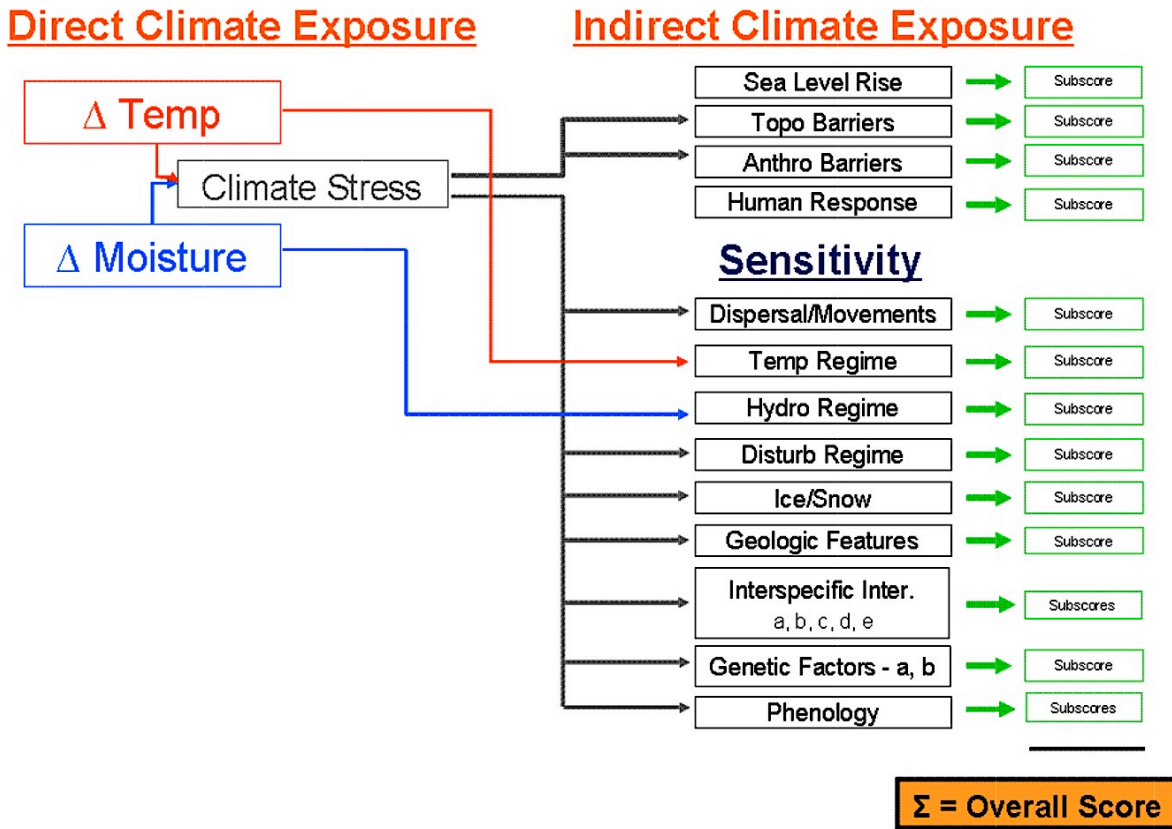 Direct Climate Exposure
Indirect Climate Exposure
Δ Temp
Climate Stress
Δ Moisture
Sea Level Rise
Subscore
Topo Barriers
Subscore
Anthro Barriers
Subscore
Human Response
Subscore
Sensitivity
Dispersal/Movements
Subscore
Temp Regime
Subscore
Hydro Regime
Subscore
Disturb Regime
Subscore
Ice/Snow
Subscore
Geologic Features
Subscore
Interspecific Inter.
a, b, c, d, e
Subscores
Genetic Factors - a, b
Subscore
Phenology
Subscores
Σ = Overall Score